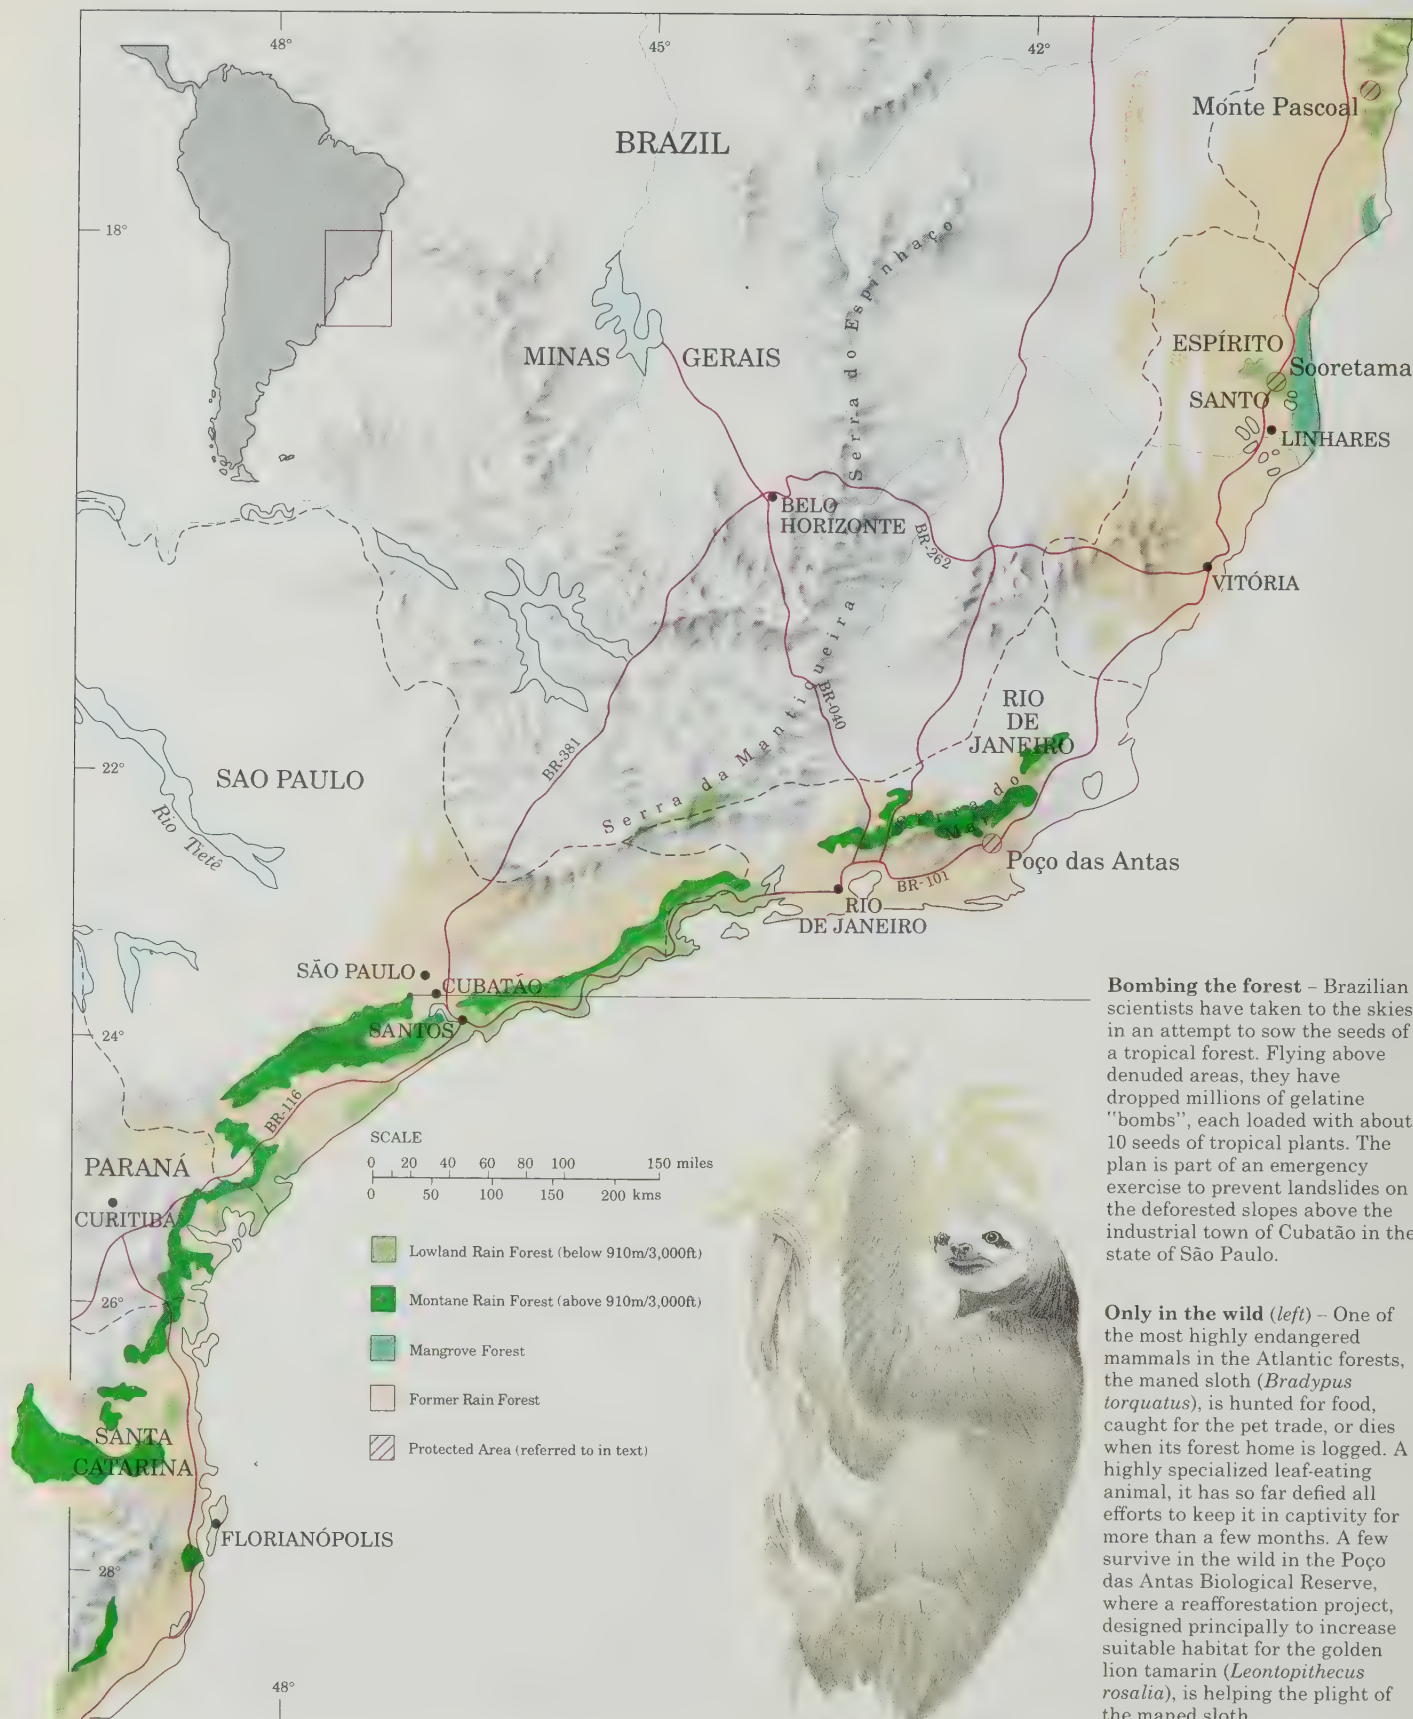 48°
45°
42°
Monte Pascoal
BRAZIL
18°
Serra do Espinhaço
MINAS GERAIS
ESPÍRITO
SANTO
Sooretama
LINHARES
BELO
HORIZONTE
BR-262
VITÓRIA
RIO
DE
JANEIRO
BR-040
BR-381
Serra da Mantiqueira
22°
SAO PAULO
Rio
Tietê
Serra do
Mar
Poço das Antas
BR-101
RIO
DE JANEIRO
SÃO PAULO
CUBATÃO
SANTOS
24°
BR-116
PARANÁ
CURITIBA
26°
SANTA
CATARINA
FLORIANÓPOLIS
28°
48°
SCALE
0 20 40 60 80 100 150 miles
0 50 100 150 200 kms
Lowland Rain Forest (below 910m/3,000ft)
Montane Rain Forest (above 910m/3,000ft)
Mangrove Forest
Former Rain Forest
Protected Area (referred to in text)
Bombing the forest – Brazilian
scientists have taken to the skies
in an attempt to sow the seeds of
a tropical forest. Flying above
denuded areas, they have
dropped millions of gelatine
"bombs", each loaded with about
10 seeds of tropical plants. The
plan is part of an emergency
exercise to prevent landslides on
the deforested slopes above the
industrial town of Cubatão in the
state of São Paulo.
Only in the wild (left) – One of
the most highly endangered
mammals in the Atlantic forests,
the maned sloth (Bradypus
torquatus), is hunted for food,
caught for the pet trade, or dies
when its forest home is logged. A
highly specialized leaf-eating
animal, it has so far defied all
efforts to keep it in captivity for
more than a few months. A few
survive in the wild in the Poço
das Antas Biological Reserve,
where a reafforestation project,
designed principally to increase
suitable habitat for the golden
lion tamarin (Leontopithecus
rosalia), is helping the plight of
the maned sloth.